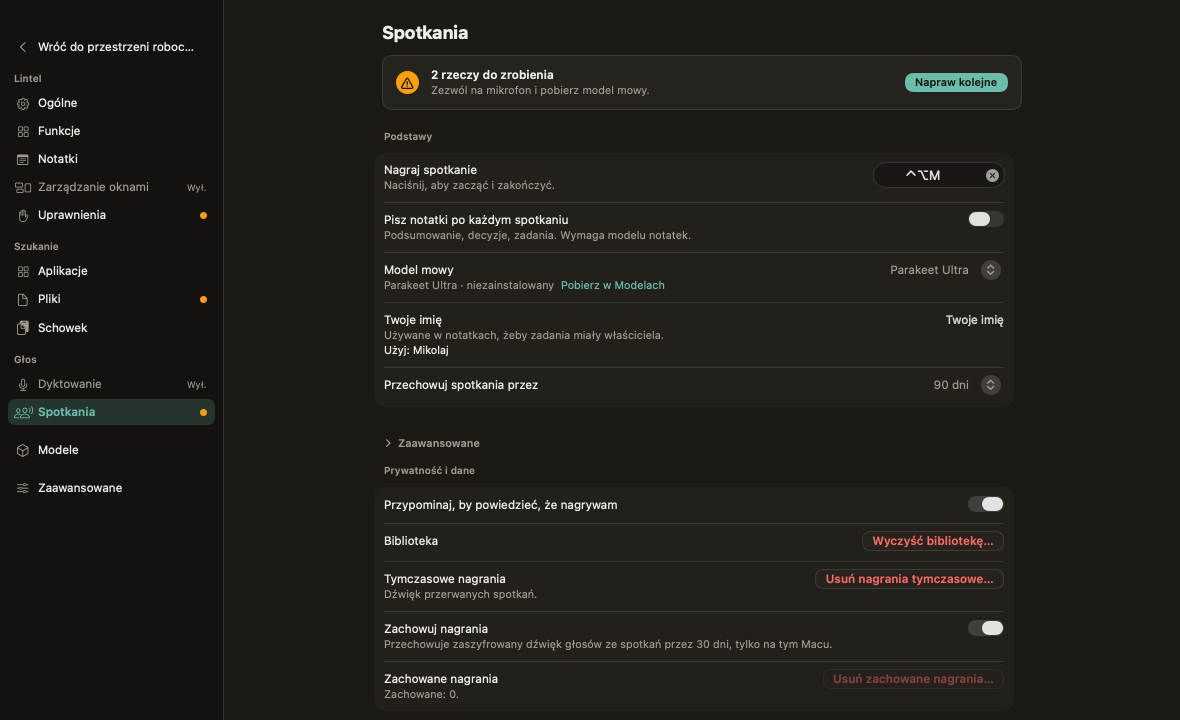 Wróć do przestrzeni roboc...
Lintel
Ogólne
Funkcje
Notatki
Zarządzanie oknami Wył.
Uprawnienia
Szukanie
Aplikacje
Pliki
Schowek
Głos
Dyktowanie Wył.
Spotkania
Modele
Zaawansowane
Spotkania
2 rzeczy do zrobienia
Zezwól na mikrofon i pobierz model mowy.
Napraw kolejne
Podstawy
Nagraj spotkanie
Naciśnij, aby zacząć i zakończyć.
⌃⌥M
Pisz notatki po każdym spotkaniu
Podsumowanie, decyzje, zadania. Wymaga modelu notatek.
Model mowy
Parakeet Ultra · niezainstalowany Pobierz w Modelach
Parakeet Ultra
Twoje imię
Używane w notatkach, żeby zadania miały właściciela.
Użyj: Mikolaj
Twoje imię
Przechowuj spotkania przez
90 dni
Zaawansowane
Prywatność i dane
Przypominaj, by powiedzieć, że nagrywam
Biblioteka
Wyczyść bibliotekę...
Tymczasowe nagrania
Dźwięk przerwanych spotkań.
Usuń nagrania tymczasowe...
Zachowuj nagrania
Przechowuje zaszyfrowany dźwięk głosów ze spotkań przez 30 dni, tylko na tym Macu.
Zachowane nagrania
Zachowane: 0.
Usuń zachowane nagrania...